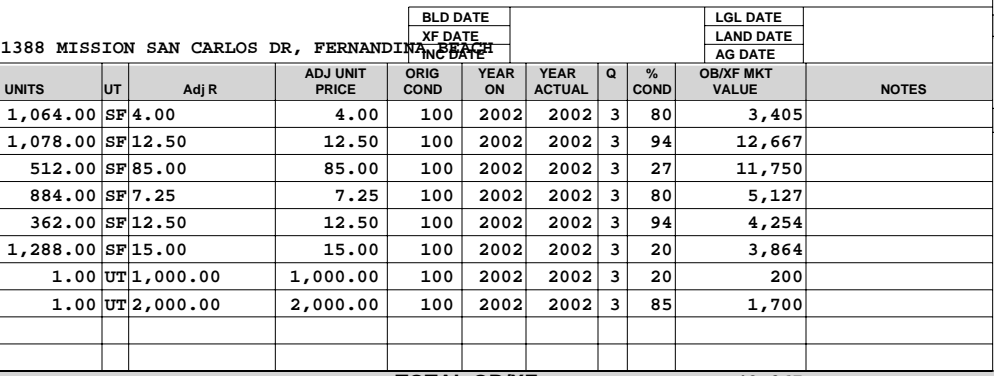 BLD DATE LGL DATE
XF DATE LAND DATE
1388 MISSION SAN CARLOS DR, FERNANDINA BEACH
INC DATE AG DATE
UNITS UT Adj R ADJ UNIT PRICE ORIG COND YEAR ON YEAR ACTUAL Q % COND OB/XF MKT VALUE NOTES
1,064.00 SF 4.00 4.00 100 2002 2002 3 80 3,405
1,078.00 SF 12.50 12.50 100 2002 2002 3 94 12,667
512.00 SF 85.00 85.00 100 2002 2002 3 27 11,750
884.00 SF 7.25 7.25 100 2002 2002 3 80 5,127
362.00 SF 12.50 12.50 100 2002 2002 3 94 4,254
1,288.00 SF 15.00 15.00 100 2002 2002 3 20 3,864
1.00 UT 1,000.00 1,000.00 100 2002 2002 3 20 200
1.00 UT 2,000.00 2,000.00 100 2002 2002 3 85 1,700
TOTAL OB/XF